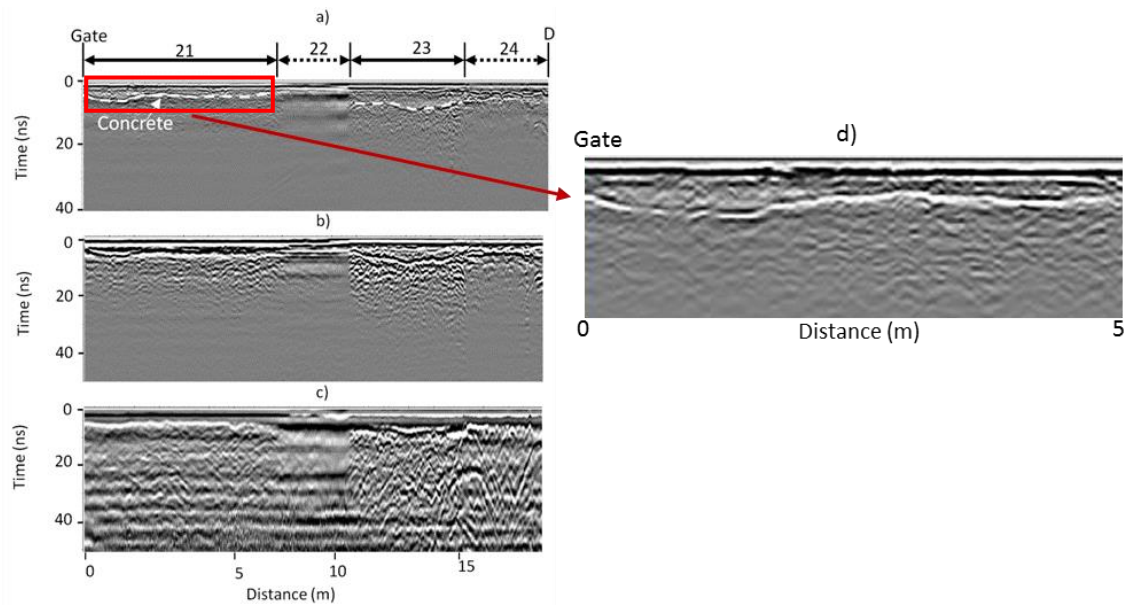 a)
Gate D
21 22 23 24
0
Concrete
20
40
Time (ns)
b)
0
20
40
Time (ns)
c)
0
20
40
Time (ns)
0 5 10 15
Distance (m)
Gate d)
0 5
Distance (m)